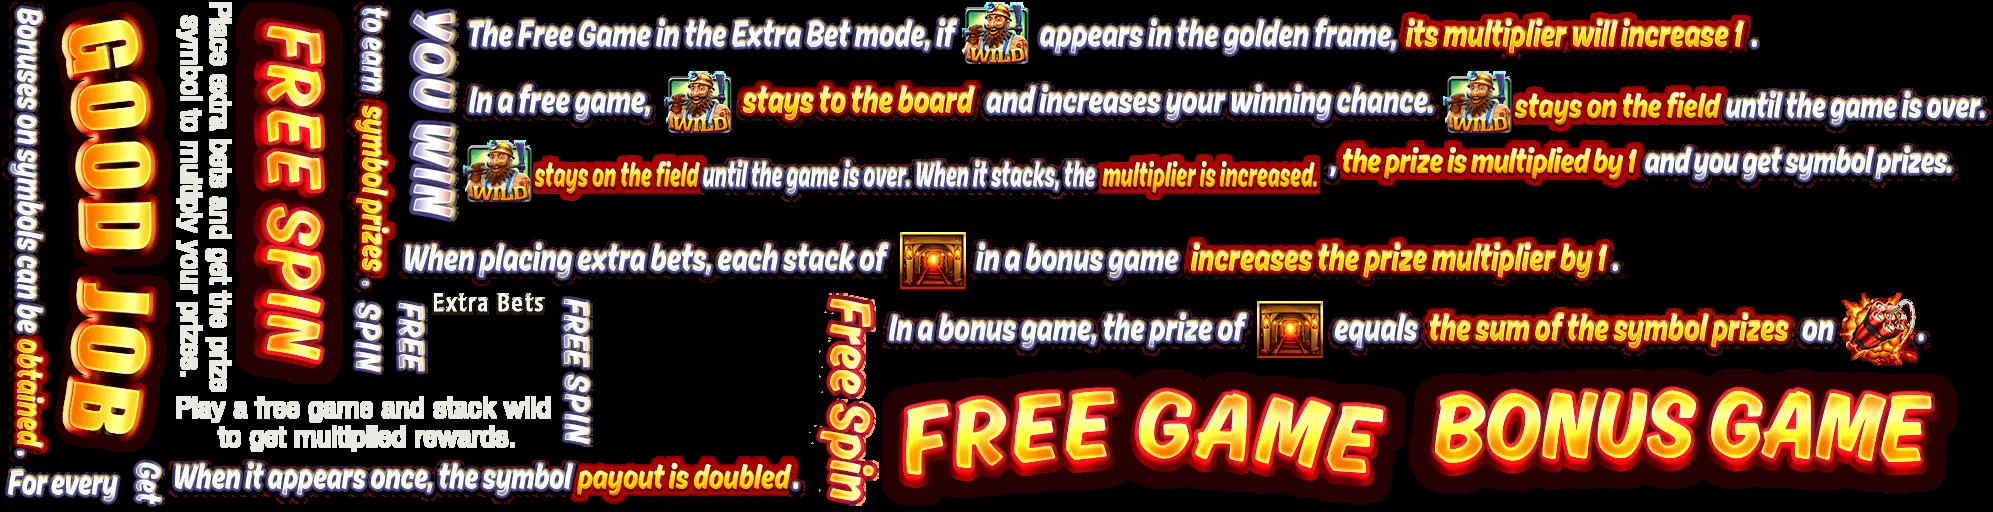 Bonuses on symbols can be obtained.
GOOD JOB
Place extra bets and get the prize
symbol to multiply your prizes.
FREE SPIN
to earn symbol prizes.
YOU WIN
The Free Game in the Extra Bet mode, if WILD appears in the golden frame, its multiplier will increase 1.
In a free game, WILD stays to the board and increases your winning chance. WILD stays on the field until the game is over.
WILD stays on the field until the game is over. When it stacks, the multiplier is increased. , the prize is multiplied by 1 and you get symbol prizes.
When placing extra bets, each stack of in a bonus game increases the prize multiplier by 1.
SPIN
FREE
Extra Bets
FREE SPIN
Free Spin
In a bonus game, the prize of equals the sum of the symbol prizes on .
Play a free game and stack wild
to get multiplied rewards.
FREE GAME
BONUS GAME
For every
Get
When it appears once, the symbol payout is doubled.